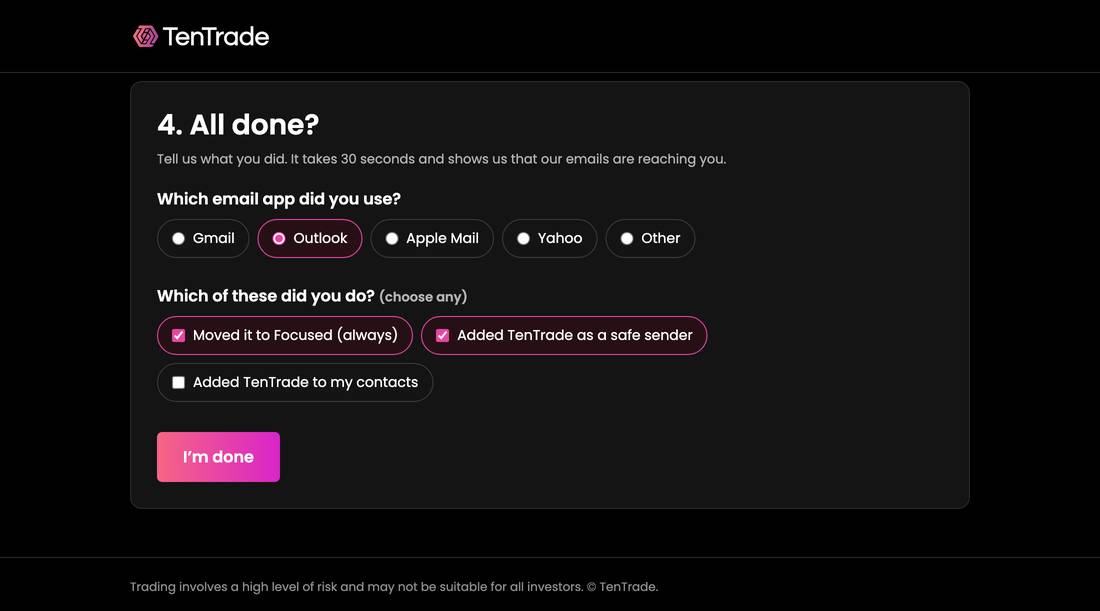 TenTrade
4. All done?
Tell us what you did. It takes 30 seconds and shows us that our emails are reaching you.
Which email app did you use?
Gmail Outlook Apple Mail Yahoo Other
Which of these did you do? (choose any)
Moved it to Focused (always) Added TenTrade as a safe sender
Added TenTrade to my contacts
I’m done
Trading involves a high level of risk and may not be suitable for all investors. © TenTrade.